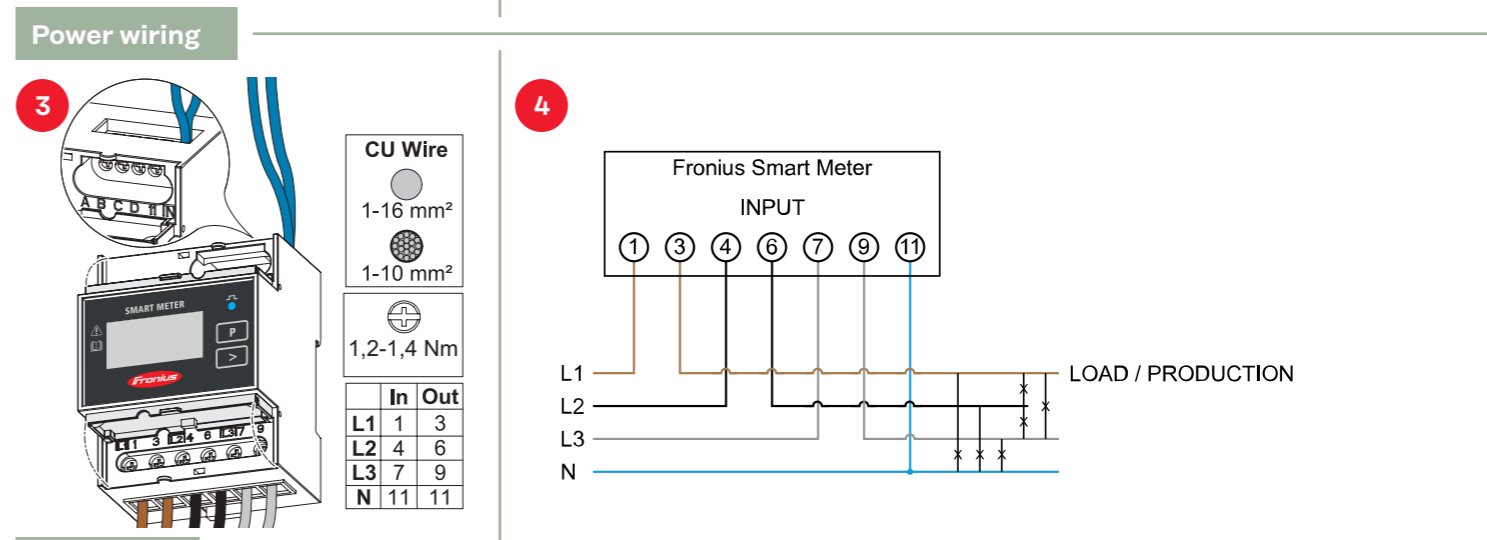 Power wiring
3
A B C D 11 N
SMART METER
P
>
Fronius
L1 1 3 L2 4 6 L3 7 9
CU Wire
1-16 mm²
1-10 mm²
1,2-1,4 Nm
In Out
L1 1 3
L2 4 6
L3 7 9
N 11 11
4
Fronius Smart Meter
INPUT
1 3 4 6 7 9 11
L1 LOAD / PRODUCTION
L2
L3
N